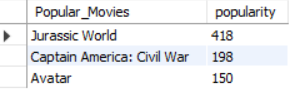 Popular_Movies popularity
Jurassic World 418
Captain America: Civil War 198
Avatar 150